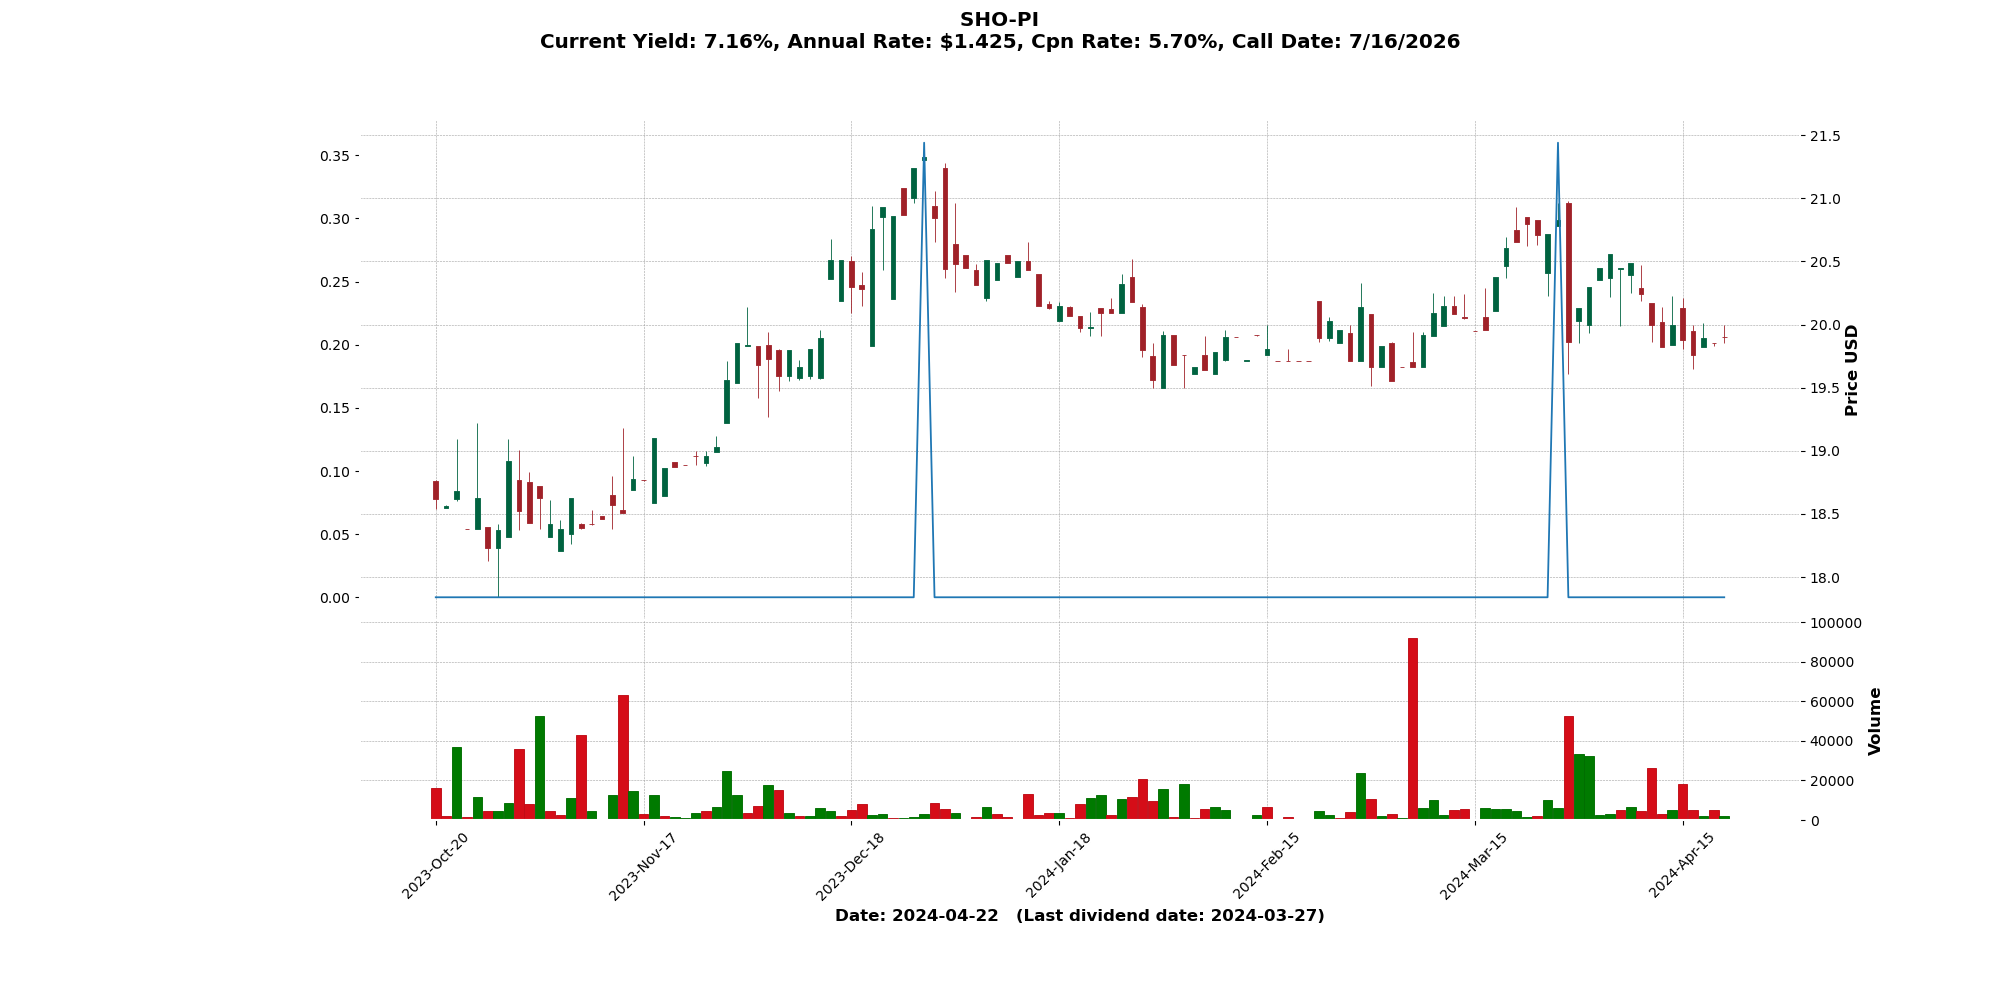 SHO-PI
Current Yield: 7.16%, Annual Rate: $1.425, Cpn Rate: 5.70%, Call Date: 7/16/2026
0.35
0.30
0.25
0.20
0.15
0.10
0.05
0.00
21.5
21.0
20.5
20.0
19.5
19.0
18.5
18.0
Price USD
100000
80000
60000
40000
20000
0
Volume
2023-Oct-20
2023-Nov-17
2023-Dec-18
2024-Jan-18
2024-Feb-15
2024-Mar-15
2024-Apr-15
Date: 2024-04-22 (Last dividend date: 2024-03-27)